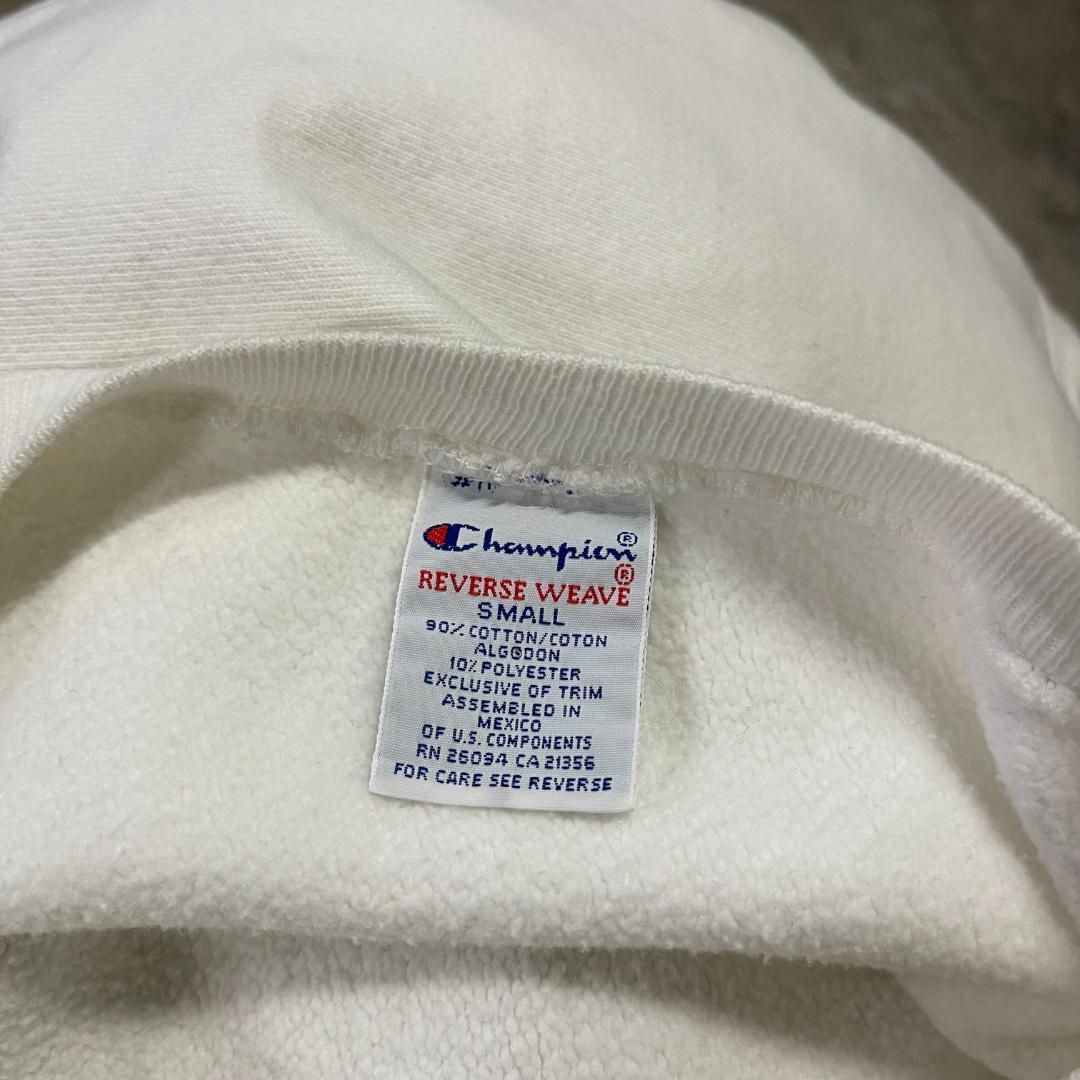 Champion®
REVERSE WEAVE®
SMALL
90% COTTON/COTON
ALGODON
10% POLYESTER
EXCLUSIVE OF TRIM
ASSEMBLED IN
MEXICO
OF U.S. COMPONENTS
RN 26094 CA 21356
FOR CARE SEE REVERSE